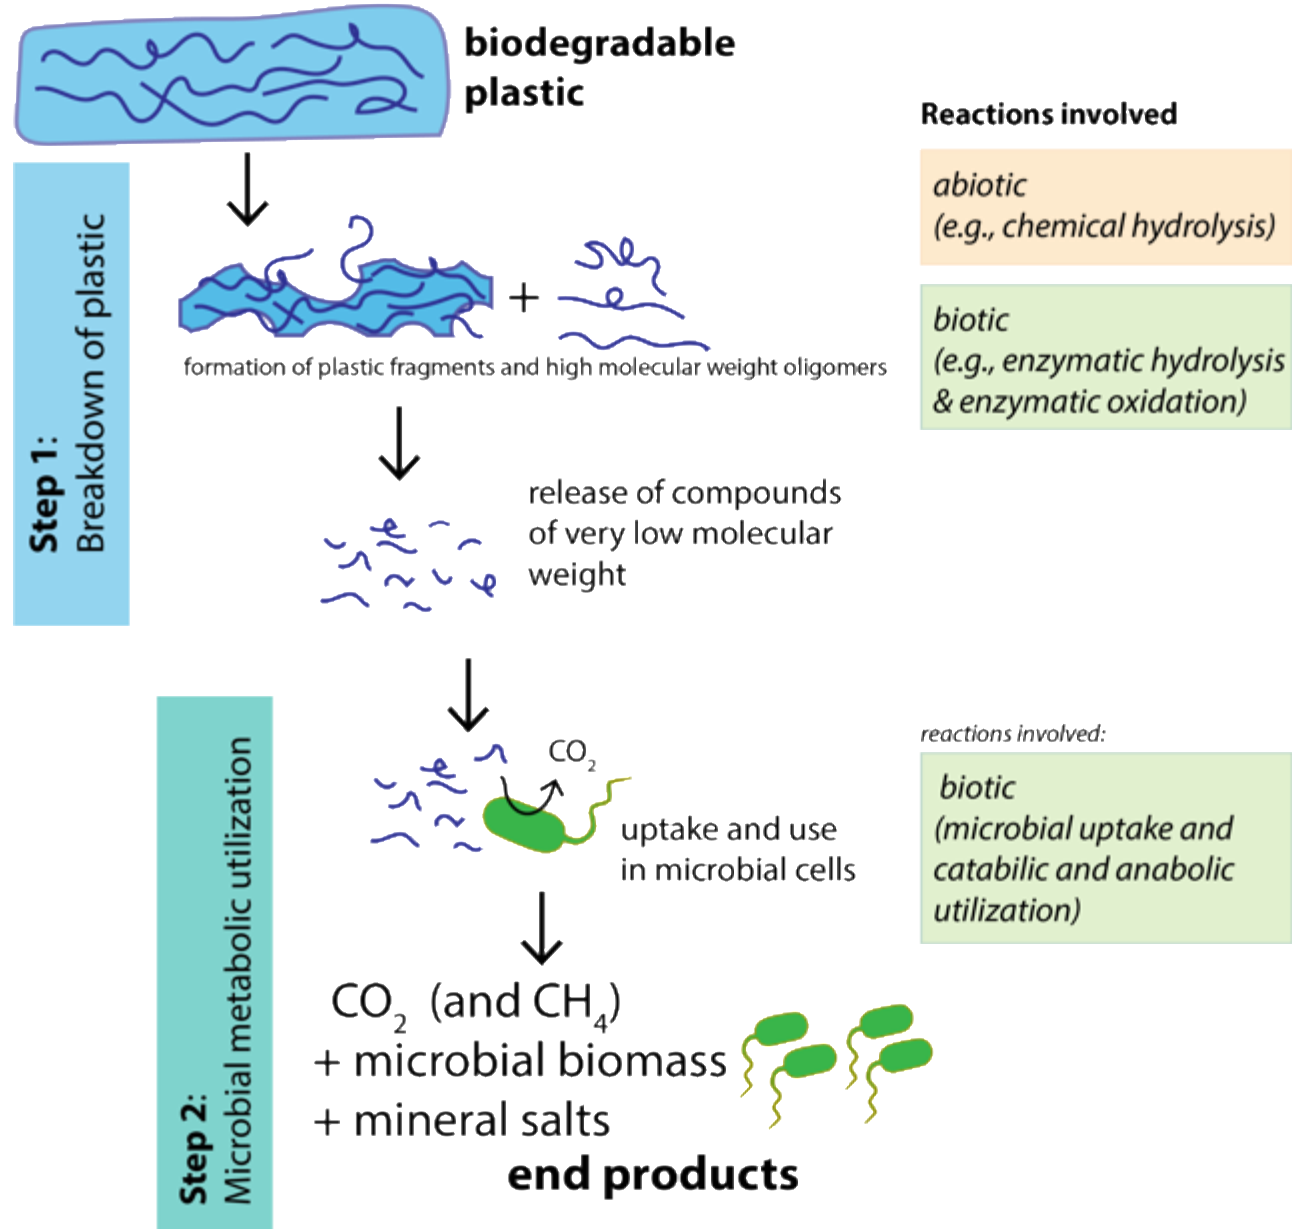 biodegradable
plastic
Reactions involved
abiotic
(e.g., chemical hydrolysis)
biotic
(e.g., enzymatic hydrolysis
& enzymatic oxidation)
Step 1:
Breakdown of plastic
+
formation of plastic fragments and high molecular weight oligomers
release of compounds
of very low molecular
weight
Step 2:
Microbial metabolic utilization
CO₂
uptake and use
in microbial cells
reactions involved:
biotic
(microbial uptake and
catabilic and anabolic
utilization)
CO₂ (and CH₄)
+ microbial biomass
+ mineral salts
end products